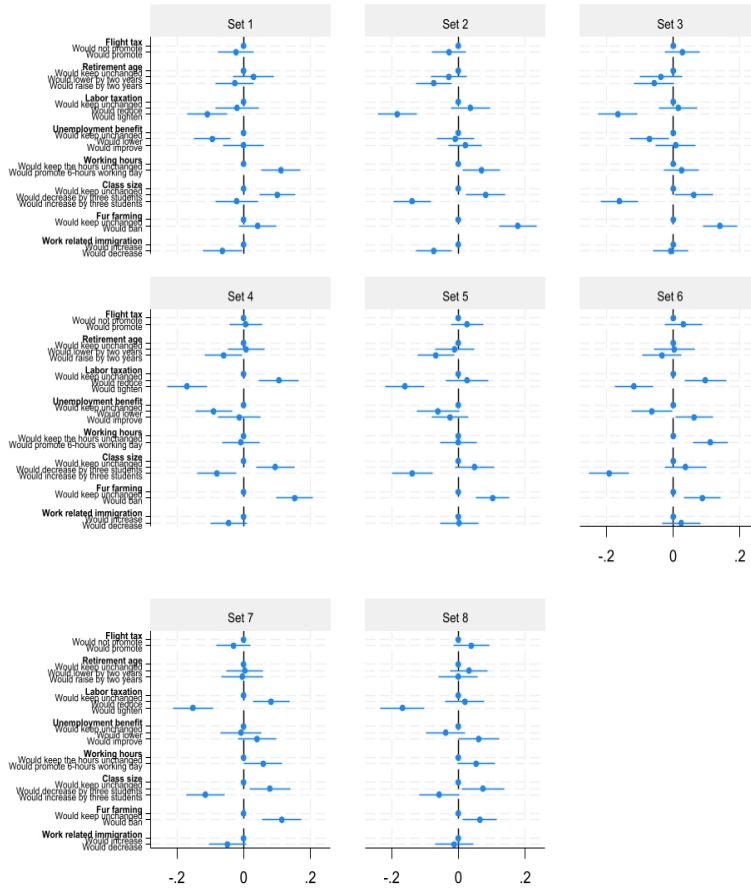 Set 1
Set 2
Set 3
Flight tax
Would not promote
Would promote
Retirement age
Would keep unchanged
Would lower by two years
Would raise by two years
Labor taxation
Would keep unchanged
Would reduce
Would tighten
Unemployment benefit
Would keep unchanged
Would lower
Would improve
Working hours
Would keep the hours unchanged
Would promote 6-hours working day
Class size
Would keep unchanged
Would decrease by three students
Would increase by three students
Fur farming
Would keep unchanged
Would ban
Work related immigration
Would increase
Would decrease
Set 4
Set 5
Set 6
Flight tax
Would not promote
Would promote
Retirement age
Would keep unchanged
Would lower by two years
Would raise by two years
Labor taxation
Would keep unchanged
Would reduce
Would tighten
Unemployment benefit
Would keep unchanged
Would lower
Would improve
Working hours
Would keep the hours unchanged
Would promote 6-hours working day
Class size
Would keep unchanged
Would decrease by three students
Would increase by three students
Fur farming
Would keep unchanged
Would ban
Work related immigration
Would increase
Would decrease
-.2 0 .2
Set 7
Set 8
Flight tax
Would not promote
Would promote
Retirement age
Would keep unchanged
Would lower by two years
Would raise by two years
Labor taxation
Would keep unchanged
Would reduce
Would tighten
Unemployment benefit
Would keep unchanged
Would lower
Would improve
Working hours
Would keep the hours unchanged
Would promote 6-hours working day
Class size
Would keep unchanged
Would decrease by three students
Would increase by three students
Fur farming
Would keep unchanged
Would ban
Work related immigration
Would increase
Would decrease
-.2 0 .2
-.2 0 .2